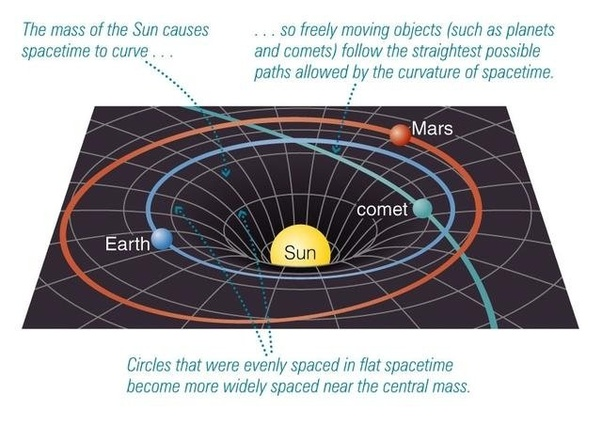 The mass of the Sun causes
spacetime to curve . . .
. . . so freely moving objects (such as planets
and comets) follow the straightest possible
paths allowed by the curvature of spacetime.
Mars
comet
Earth
Sun
Circles that were evenly spaced in flat spacetime
become more widely spaced near the central mass.